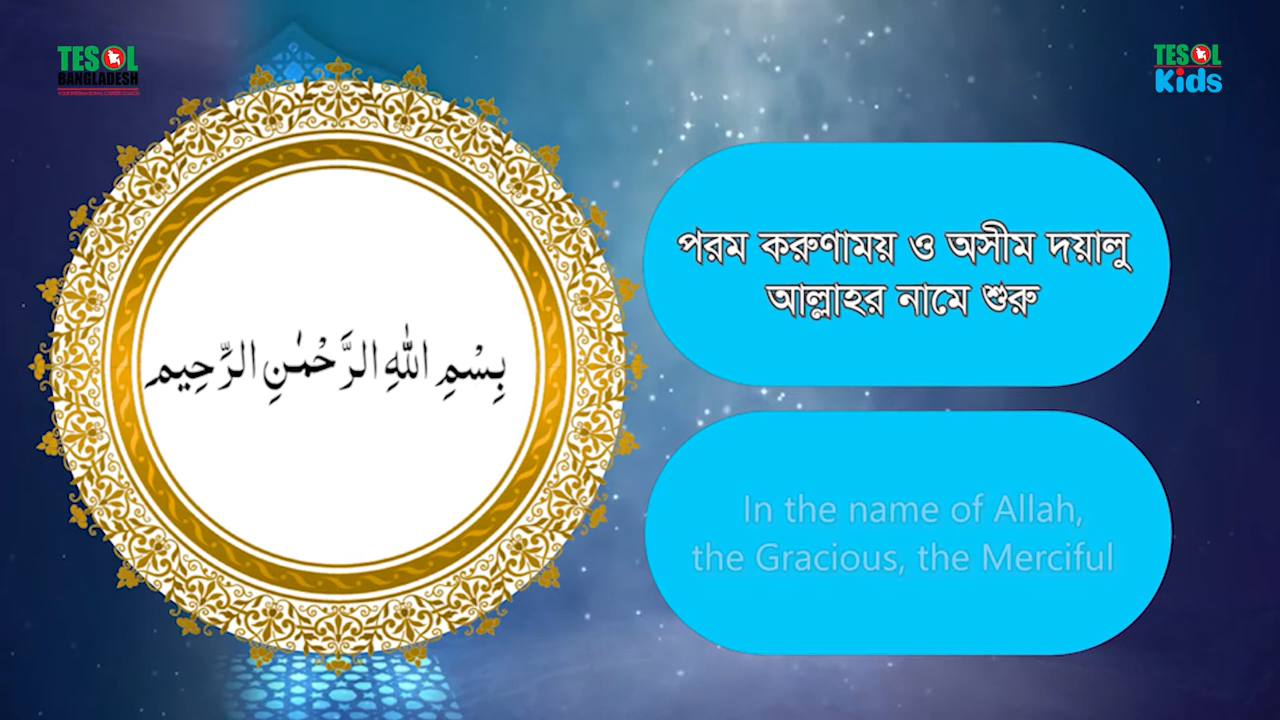 TESOL
BANGLADESH
TESOL
Kids
بِسْمِ اللهِ الرَّحْمٰنِ الرَّحِيمِ
পরম করুণাময় ও অসীম দয়ালু
আল্লাহর নামে শুরু
In the name of Allah,
the Gracious, the Merciful